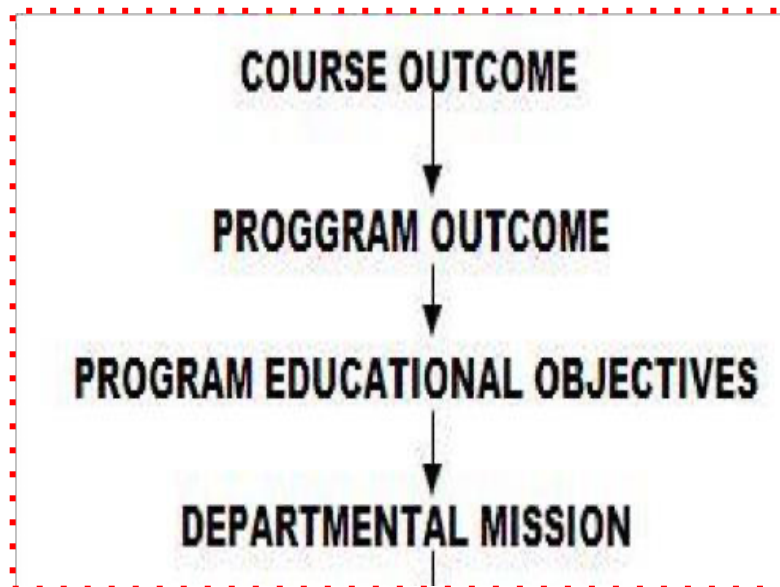 COURSE OUTCOME
PROGGRAM OUTCOME
PROGRAM EDUCATIONAL OBJECTIVES
DEPARTMENTAL MISSION